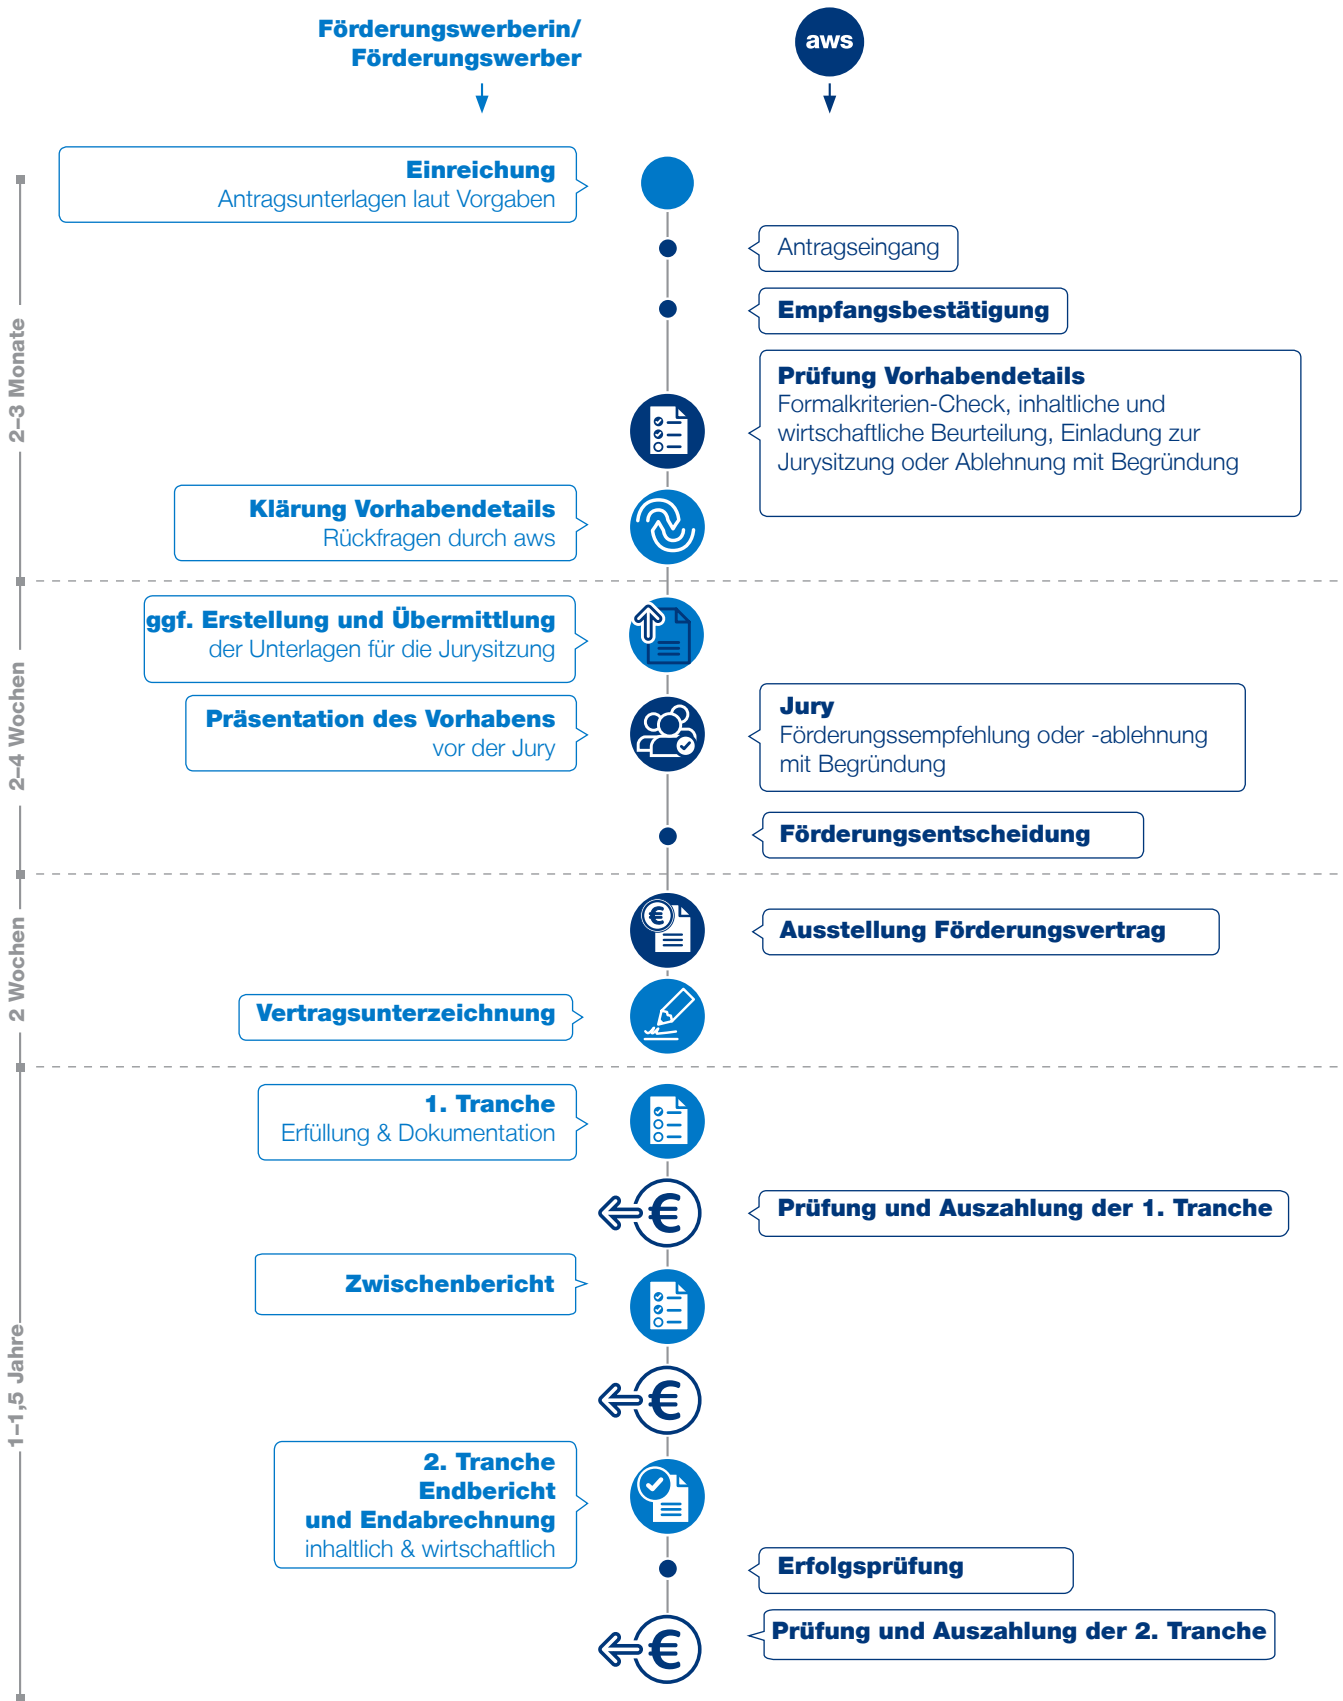 Förderungswerberin/
Förderungswerber
aws
2–3 Monate
Einreichung
Antragsunterlagen laut Vorgaben
Antragseingang
Empfangsbestätigung
Prüfung Vorhabendetails
Formalkriterien-Check, inhaltliche und
wirtschaftliche Beurteilung, Einladung zur
Jurysitzung oder Ablehnung mit Begründung
Klärung Vorhabendetails
Rückfragen durch aws
2–4 Wochen
ggf. Erstellung und Übermittlung
der Unterlagen für die Jurysitzung
Präsentation des Vorhabens
vor der Jury
Jury
Förderungssempfehlung oder -ablehnung
mit Begründung
Förderungsentscheidung
2 Wochen
€
Ausstellung Förderungsvertrag
Vertragsunterzeichnung
1–1,5 Jahre
1. Tranche
Erfüllung & Dokumentation
€
Prüfung und Auszahlung der 1. Tranche
Zwischenbericht
€
2. Tranche
Endbericht
und Endabrechnung
inhaltlich & wirtschaftlich
Erfolgsprüfung
€
Prüfung und Auszahlung der 2. Tranche